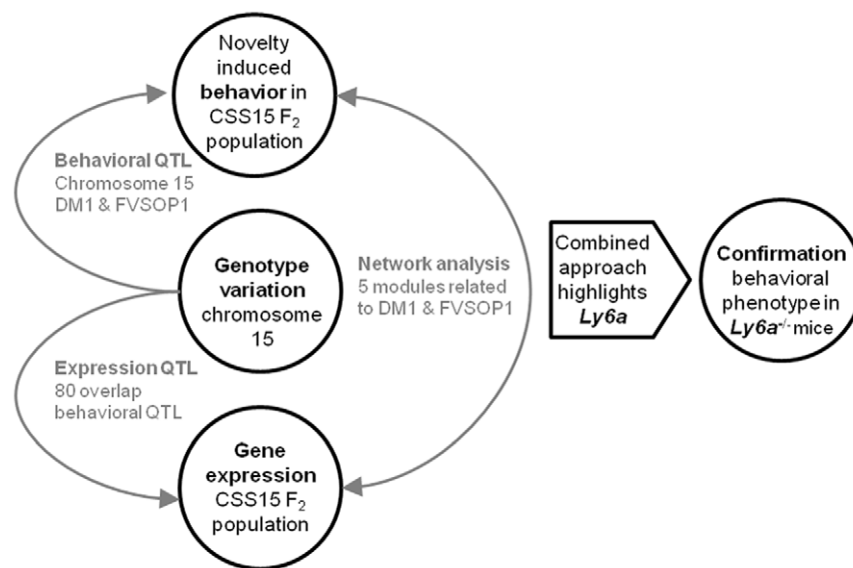 Novelty
induced
behavior in
CSS15 F2
population
Behavioral QTL
Chromosome 15
DM1 & FVSOP1
Genotype
variation
chromosome
15
Network analysis
5 modules related
to DM1 & FVSOP1
Expression QTL
80 overlap
behavioral QTL
Gene
expression
CSS15 F2
population
Combined
approach
highlights
Ly6a
Confirmation
behavioral
phenotype in
Ly6a-/- mice